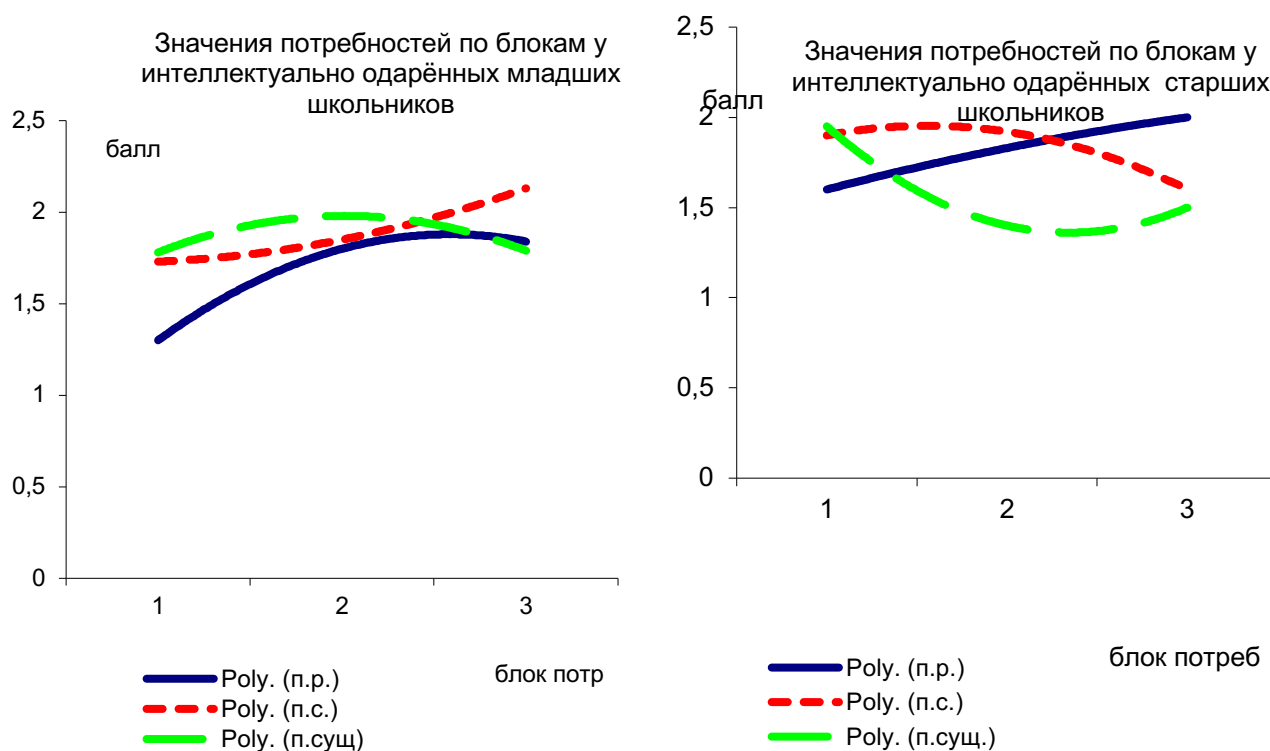 Значения потребностей по блокам у
интеллектуально одарённых младших
школьников
балл
2,5
2
1,5
1
0,5
0
1 2 3
блок потр
Poly. (п.р.)
Poly. (п.с.)
Poly. (п.сущ)
Значения потребностей по блокам у
интеллектуально одарённых старших
школьников
балл
2,5
2
1,5
1
0,5
0
1 2 3
блок потреб
Poly. (п.р.)
Poly. (п.с.)
Poly. (п.сущ.)